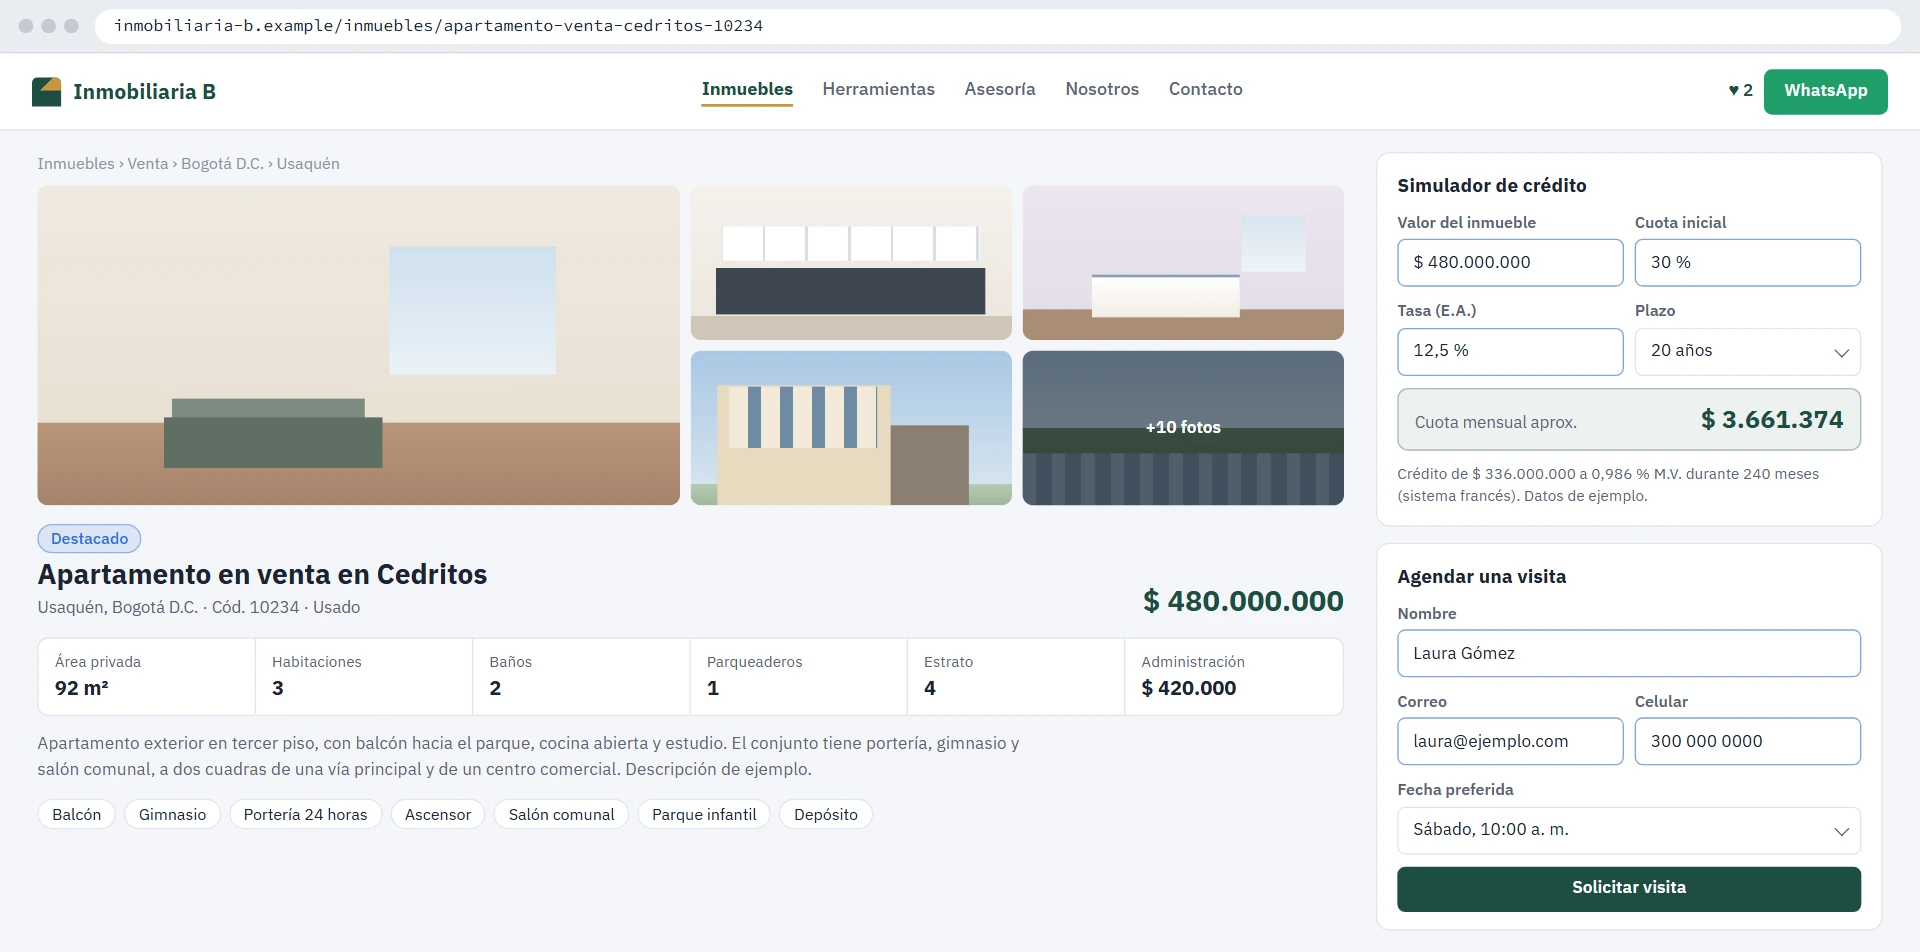 inmobiliaria-b.example/inmuebles/apartamento-venta-cedritos-10234
Inmobiliaria B
Inmuebles
Herramientas
Asesoría
Nosotros
Contacto
♥ 2
WhatsApp
Inmuebles › Venta › Bogotá D.C. › Usaquén
+10 fotos
Destacado
Apartamento en venta en Cedritos
Usaquén, Bogotá D.C. · Cód. 10234 · Usado
$ 480.000.000
Área privada
92 m²
Habitaciones
3
Baños
2
Parqueaderos
1
Estrato
4
Administración
$ 420.000
Apartamento exterior en tercer piso, con balcón hacia el parque, cocina abierta y estudio. El conjunto tiene portería, gimnasio y
salón comunal, a dos cuadras de una vía principal y de un centro comercial. Descripción de ejemplo.
Balcón
Gimnasio
Portería 24 horas
Ascensor
Salón comunal
Parque infantil
Depósito
Simulador de crédito
Valor del inmueble
$ 480.000.000
Cuota inicial
30 %
Tasa (E.A.)
12,5 %
Plazo
20 años
Cuota mensual aprox.
$ 3.661.374
Crédito de $ 336.000.000 a 0,986 % M.V. durante 240 meses
(sistema francés). Datos de ejemplo.
Agendar una visita
Nombre
Laura Gómez
Correo
laura@ejemplo.com
Celular
300 000 0000
Fecha preferida
Sábado, 10:00 a. m.
Solicitar visita